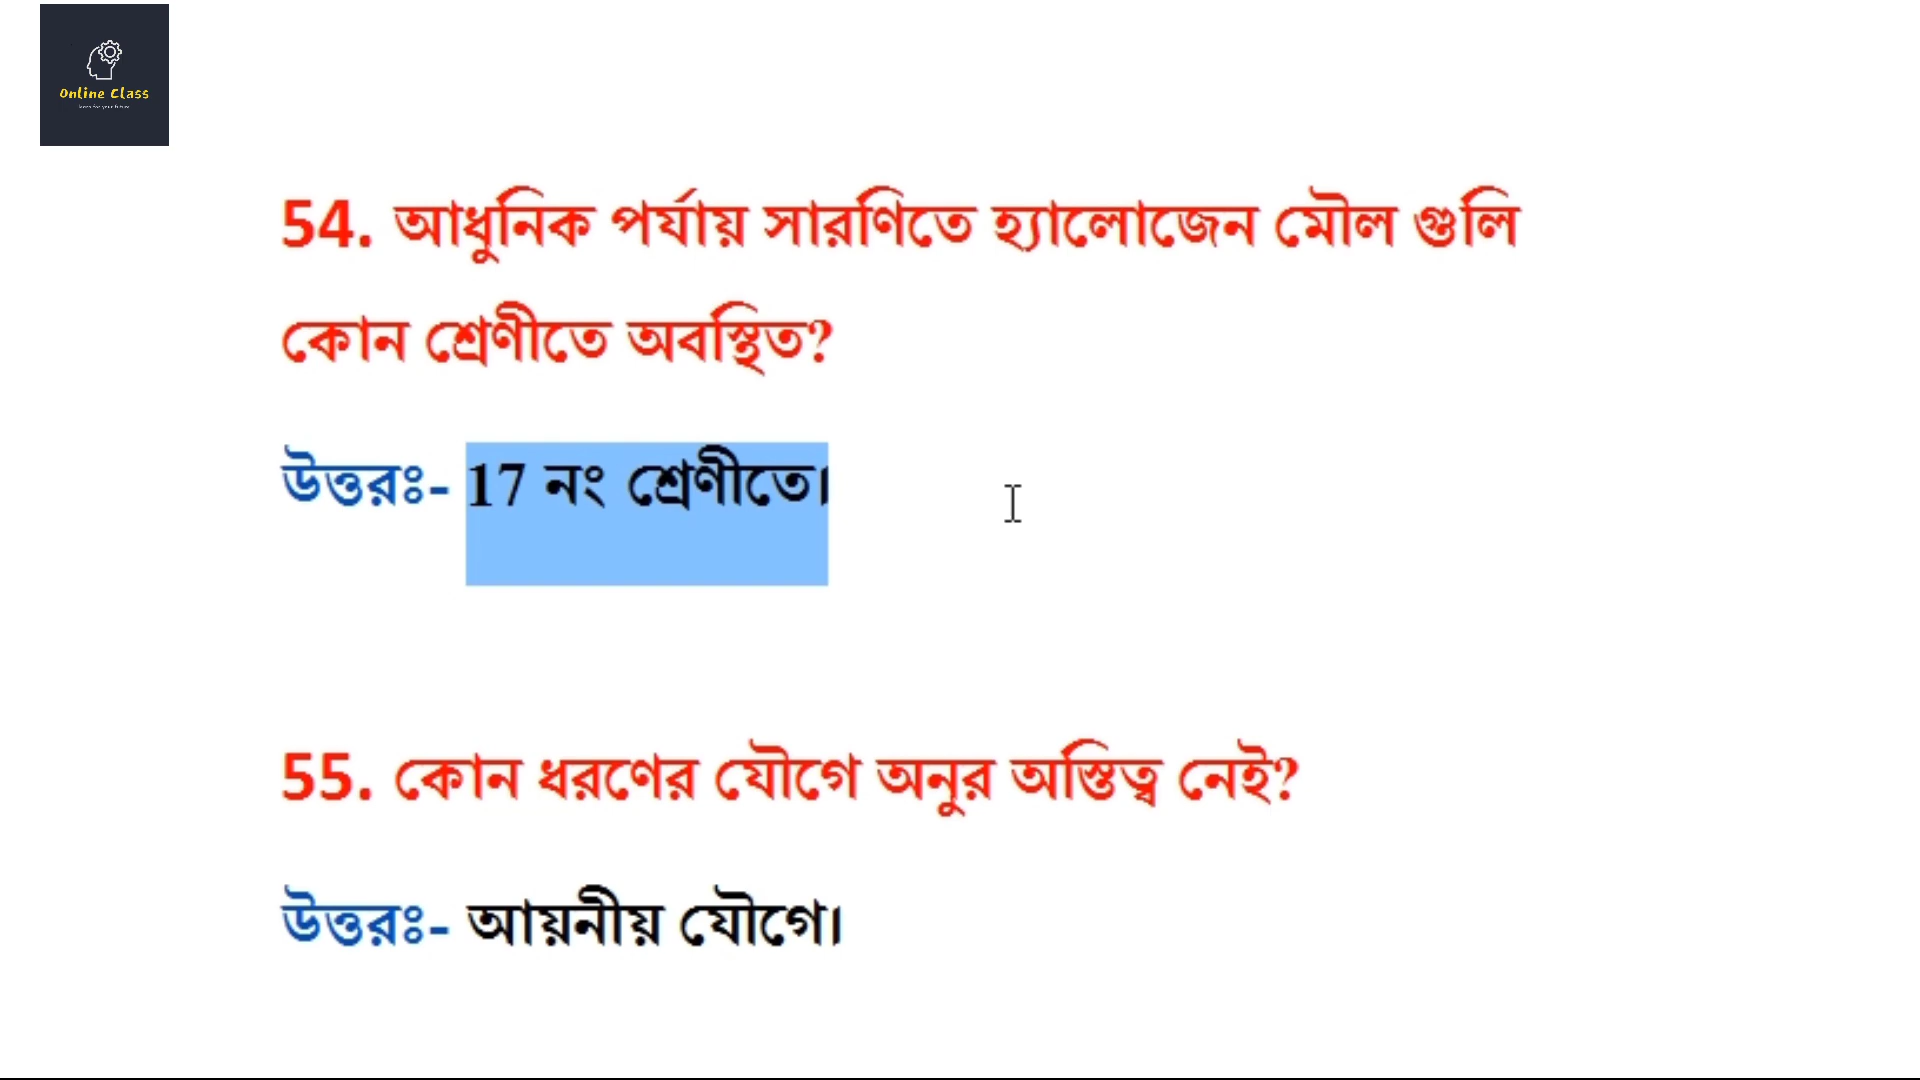 Online Class
54. আধুনিক পর্যায় সারণিতে হ্যালোজেন মৌল গুলি
কোন শ্রেণীতে অবস্থিত?
উত্তরঃ- 17 নং শ্রেণীতে।
55. কোন ধরণের যৌগে অনুর অস্তিত্ব নেই?
উত্তরঃ- আয়নীয় যৌগে।